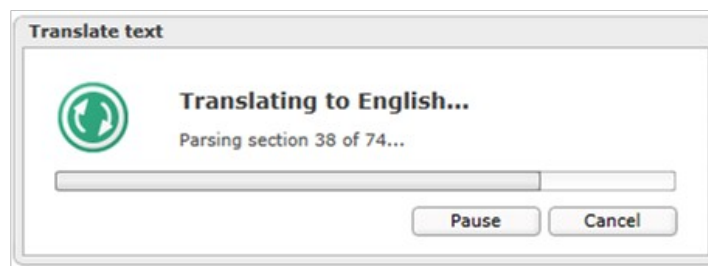 Translate text
Translating to English...
Parsing section 38 of 74...
Pause Cancel